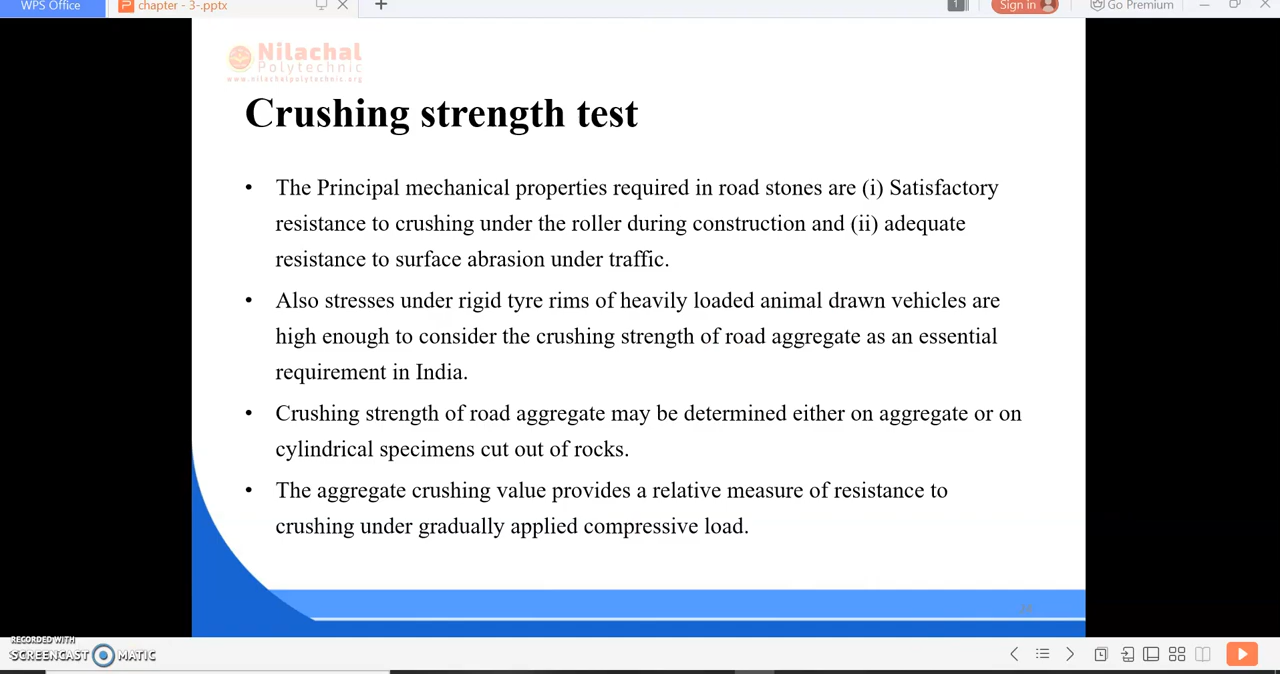 WPS Office
chapter - 3-.pptx
1
Sign in
Go Premium
Nilachal
Polytechnic
www.nilachalpolytechnic.org
Crushing strength test
• The Principal mechanical properties required in road stones are (i) Satisfactory
resistance to crushing under the roller during construction and (ii) adequate
resistance to surface abrasion under traffic.
• Also stresses under rigid tyre rims of heavily loaded animal drawn vehicles are
high enough to consider the crushing strength of road aggregate as an essential
requirement in India.
• Crushing strength of road aggregate may be determined either on aggregate or on
cylindrical specimens cut out of rocks.
• The aggregate crushing value provides a relative measure of resistance to
crushing under gradually applied compressive load.
RECORDED WITH
SCREENCAST MATIC